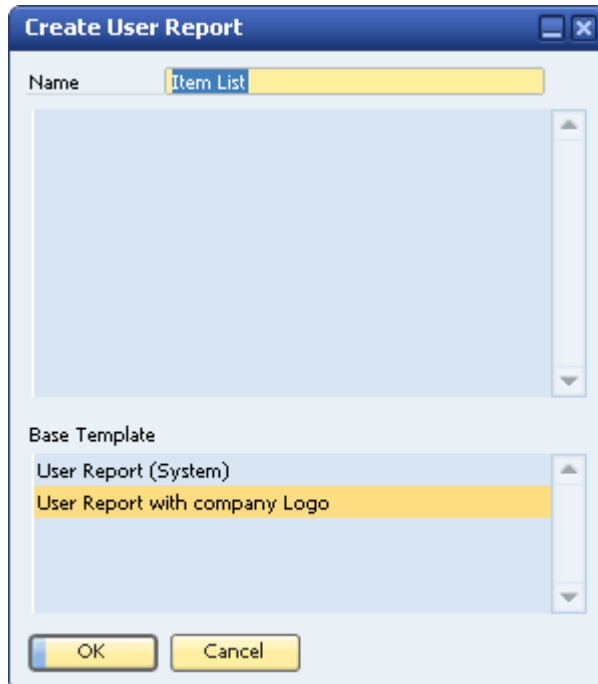 Create User Report
Name Item List
Base Template
User Report (System)
User Report with company Logo
OK Cancel